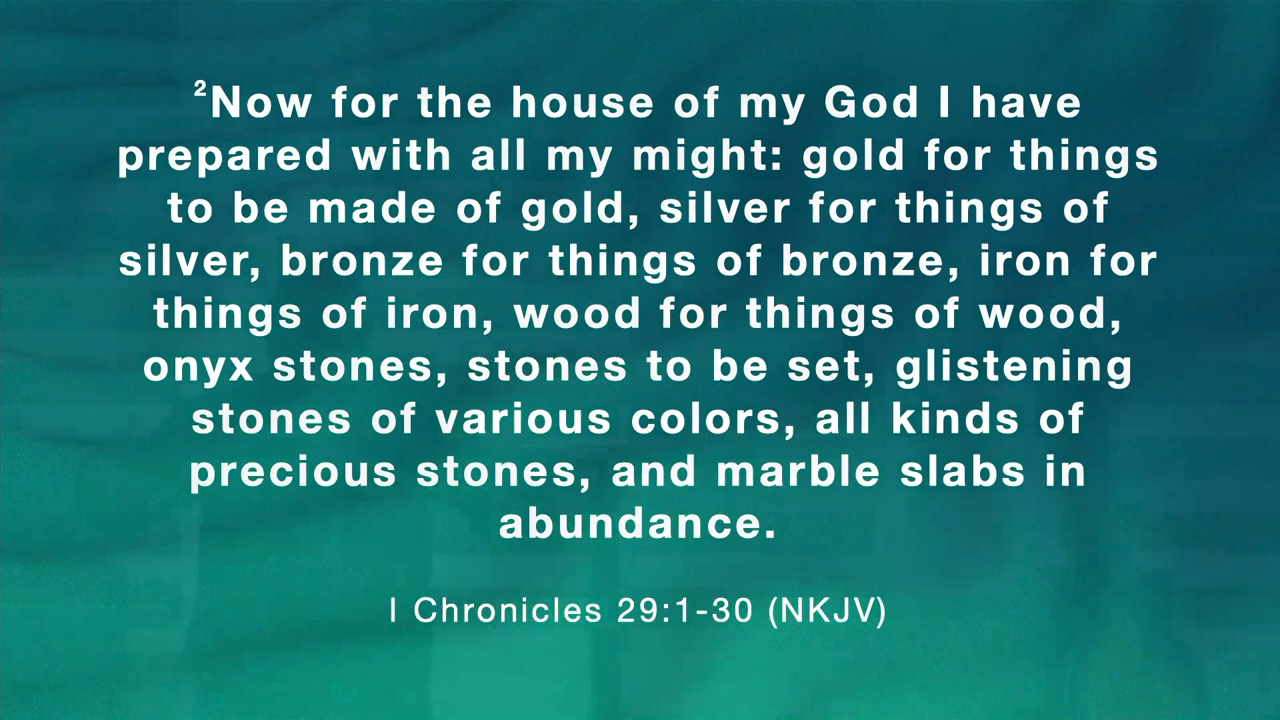 ²Now for the house of my God I have
prepared with all my might: gold for things
to be made of gold, silver for things of
silver, bronze for things of bronze, iron for
things of iron, wood for things of wood,
onyx stones, stones to be set, glistening
stones of various colors, all kinds of
precious stones, and marble slabs in
abundance.
I Chronicles 29:1-30 (NKJV)